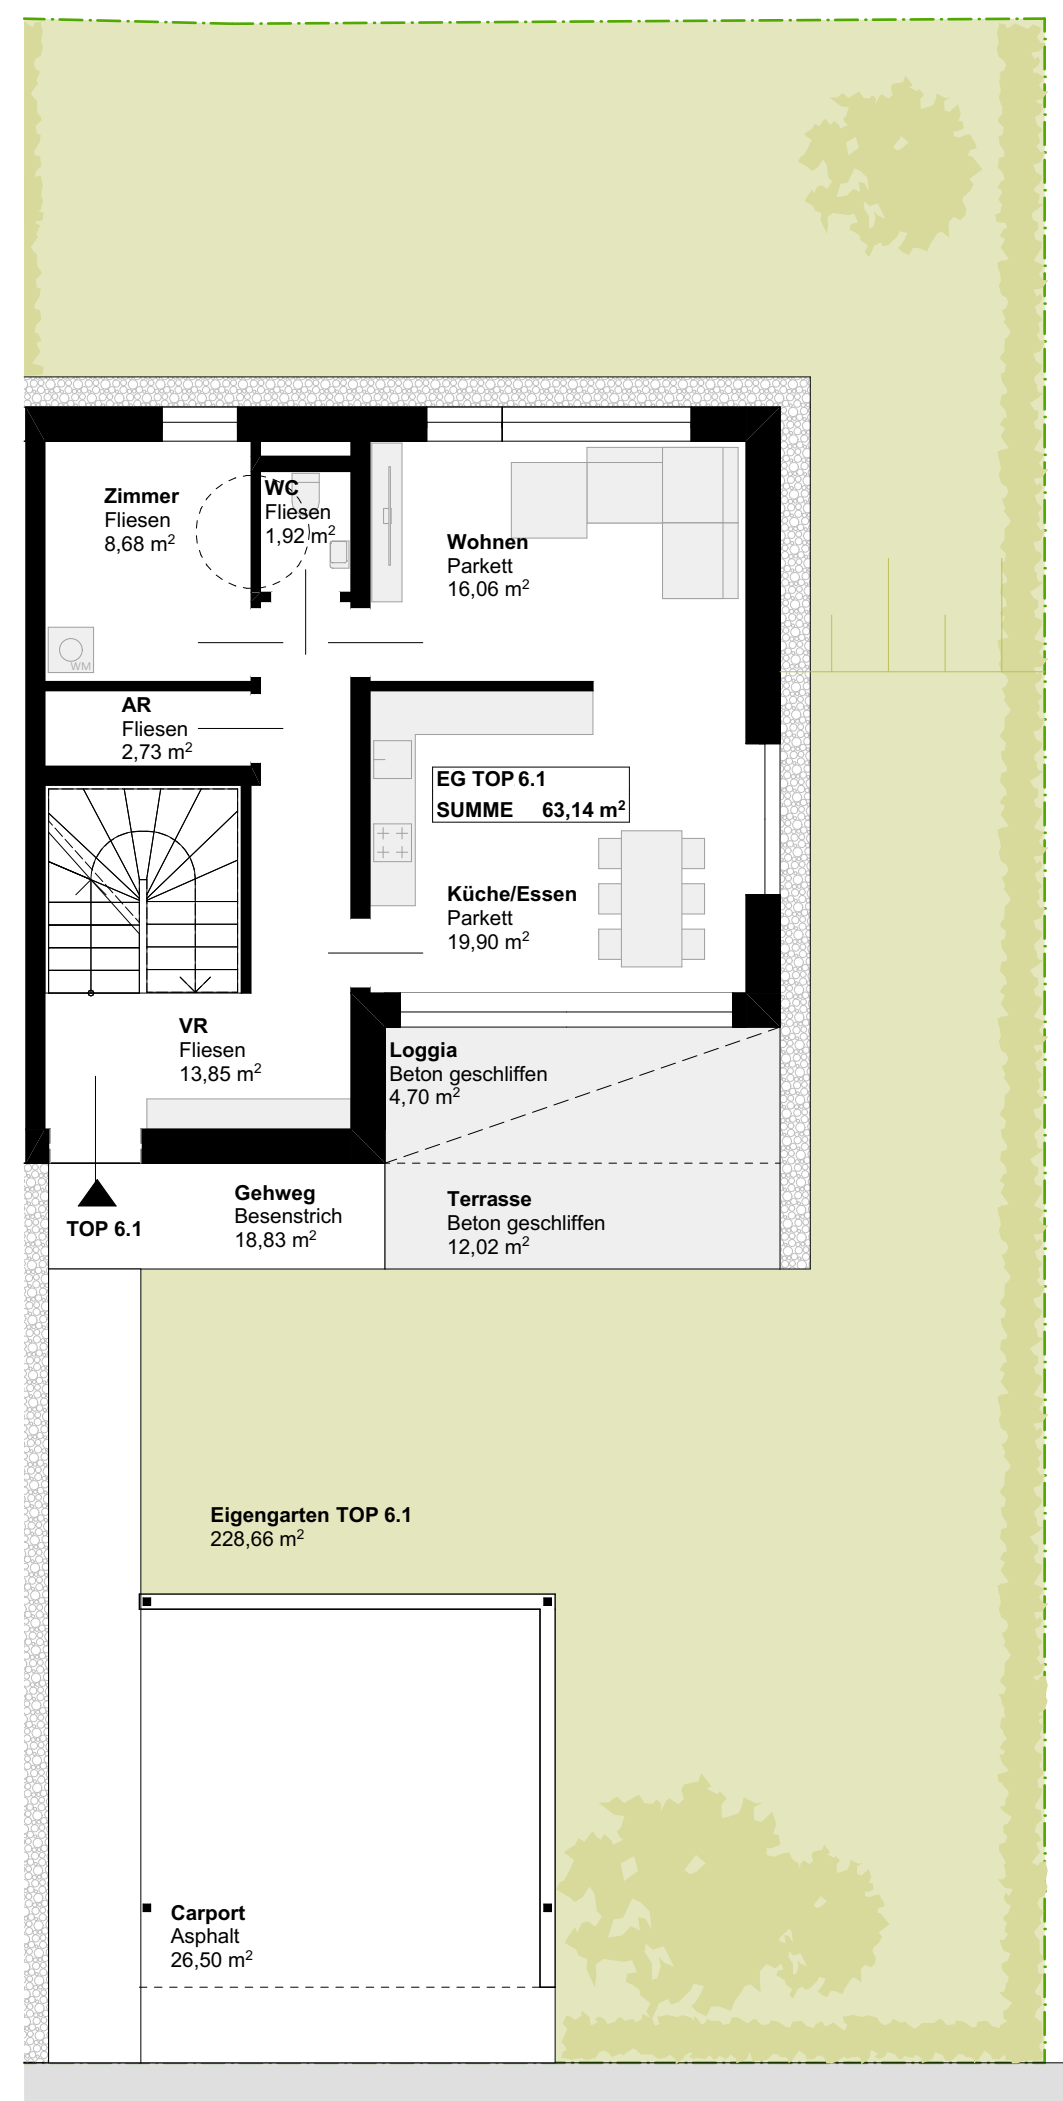 Zimmer
Fliesen
8,68 m²
WC
Fliesen
1,92 m²
Wohnen
Parkett
16,06 m²
WM
AR
Fliesen
2,73 m²
EG TOP 6.1
SUMME 63,14 m²
Küche/Essen
Parkett
19,90 m²
VR
Fliesen
13,85 m²
Loggia
Beton geschliffen
4,70 m²
Gehweg
Besenstrich
18,83 m²
TOP 6.1
Terrasse
Beton geschliffen
12,02 m²
Eigengarten TOP 6.1
228,66 m²
Carport
Asphalt
26,50 m²